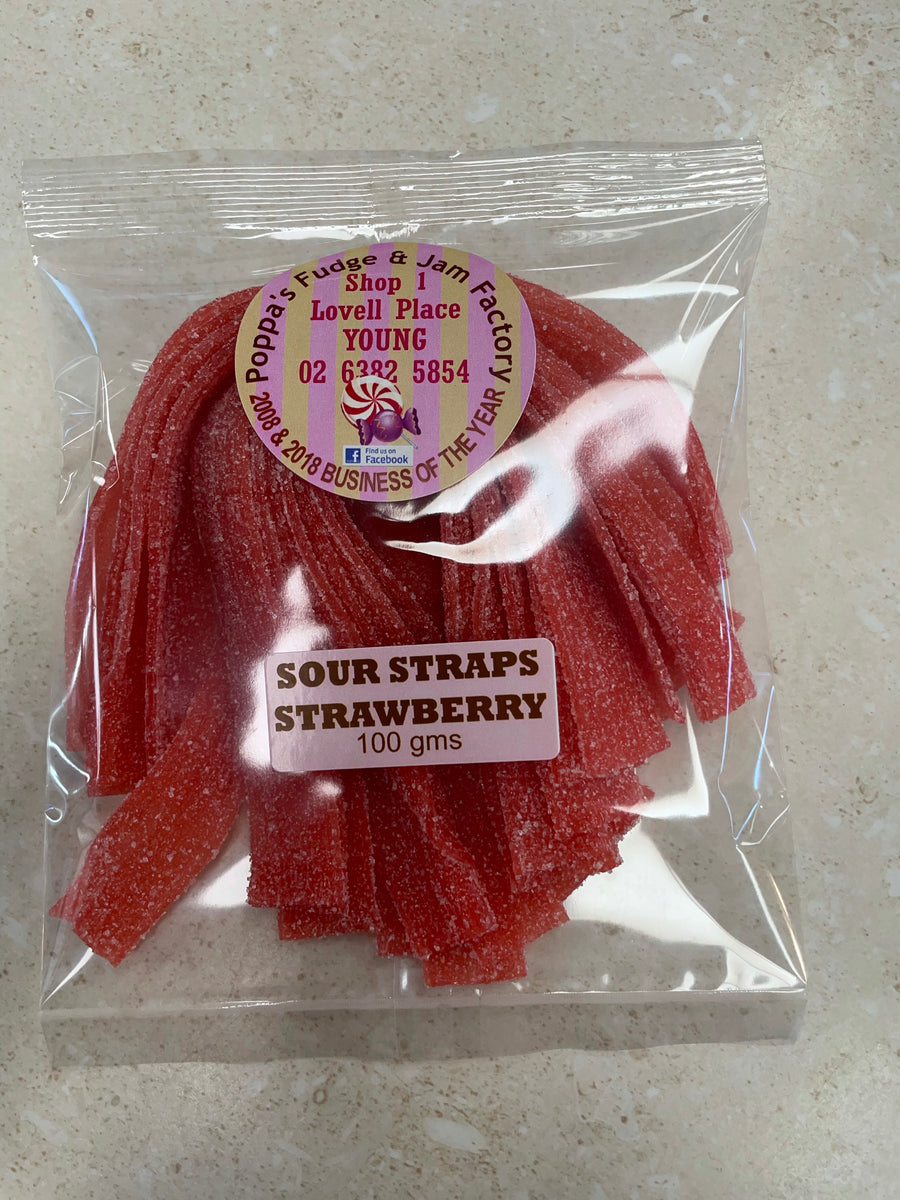 Poppa's Fudge & Jam Factory
Shop 1
Lovell Place
YOUNG
02 6382 5854
f Find us on
Facebook
2008 & 2018 BUSINESS OF THE YEAR
SOUR STRAPS
STRAWBERRY
100 gms